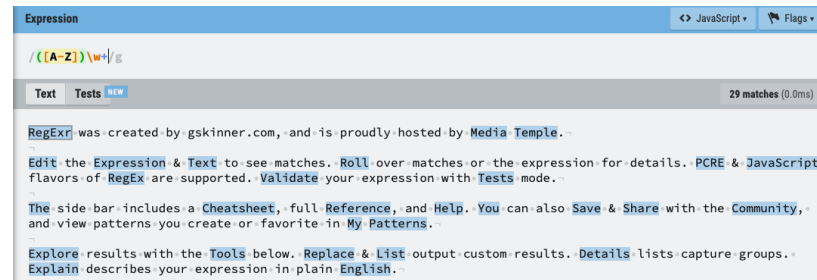 Expression
<> JavaScript ▾
Flags ▾
/([A-Z])\w+/g
Text
Tests NEW
29 matches (0.0ms)
RegExr was created by gskinner.com, and is proudly hosted by Media Temple.
Edit the Expression & Text to see matches. Roll over matches or the expression for details. PCRE & JavaScript
flavors of RegEx are supported. Validate your expression with Tests mode.
The side bar includes a Cheatsheet, full Reference, and Help. You can also Save & Share with the Community,
and view patterns you create or favorite in My Patterns.
Explore results with the Tools below. Replace & List output custom results. Details lists capture groups.
Explain describes your expression in plain English.